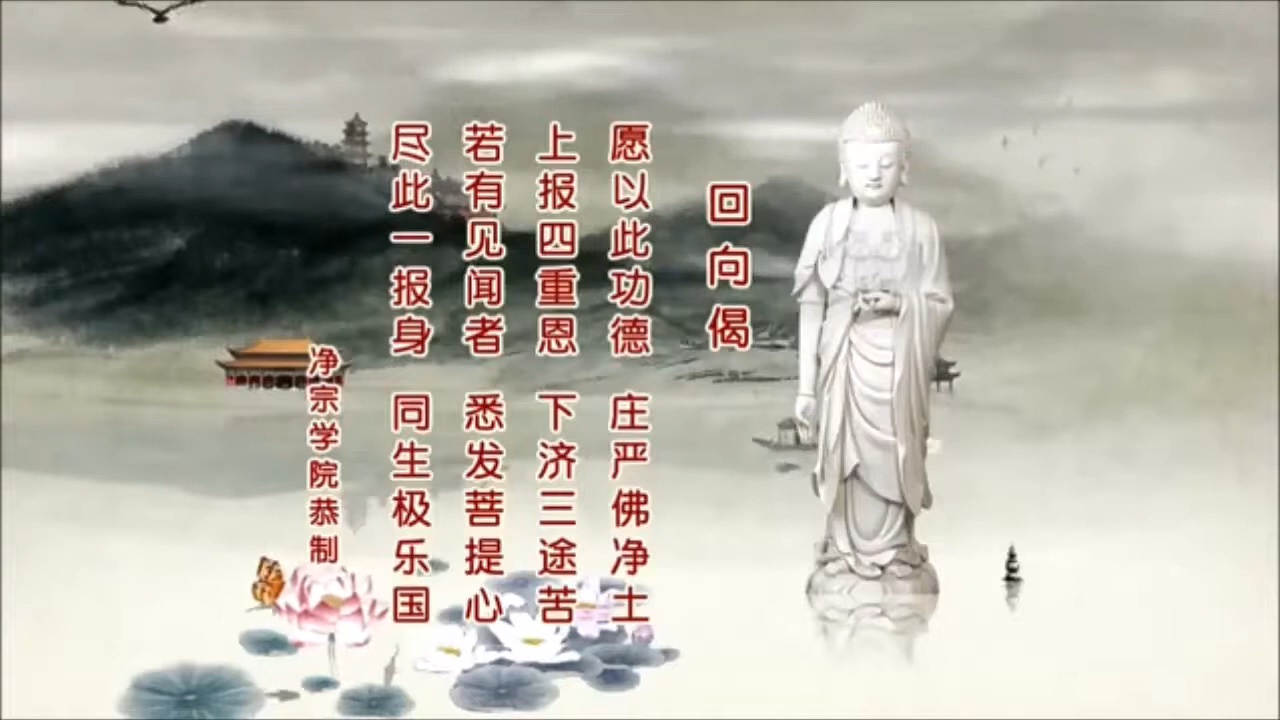 回向偈
愿以此功德 庄严佛净土
上报四重恩 下济三途苦
若有见闻者 悉发菩提心
尽此一报身 同生极乐国
净宗学院恭制